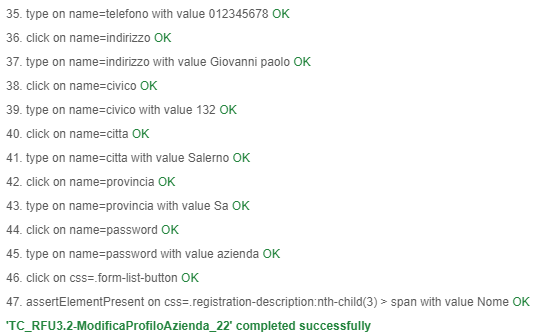 35. type on name=telefono with value 012345678 OK
36. click on name=indirizzo OK
37. type on name=indirizzo with value Giovanni paolo OK
38. click on name=civico OK
39. type on name=civico with value 132 OK
40. click on name=citta OK
41. type on name=citta with value Salerno OK
42. click on name=provincia OK
43. type on name=provincia with value Sa OK
44. click on name=password OK
45. type on name=password with value azienda OK
46. click on css=.form-list-button OK
47. assertElementPresent on css=.registration-description:nth-child(3) > span with value Nome OK
'TC_RFU3.2-ModificaProfiloAzienda_22' completed successfully